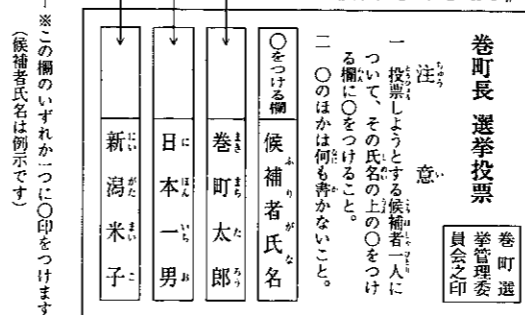 巻町長 選挙投票
巻町選
挙管理委
員会之印
注意
一 投票しようとする候補者一人に
ついて、その氏名の上の〇をつけ
る欄に〇をつけること。
二 〇のほかは何も書かないこと。
〇をつける欄
候補者氏名
巻町太郎
日本一男
新潟米子
※この欄のいずれか一つに〇印をつけます
(候補者氏名は例示です)